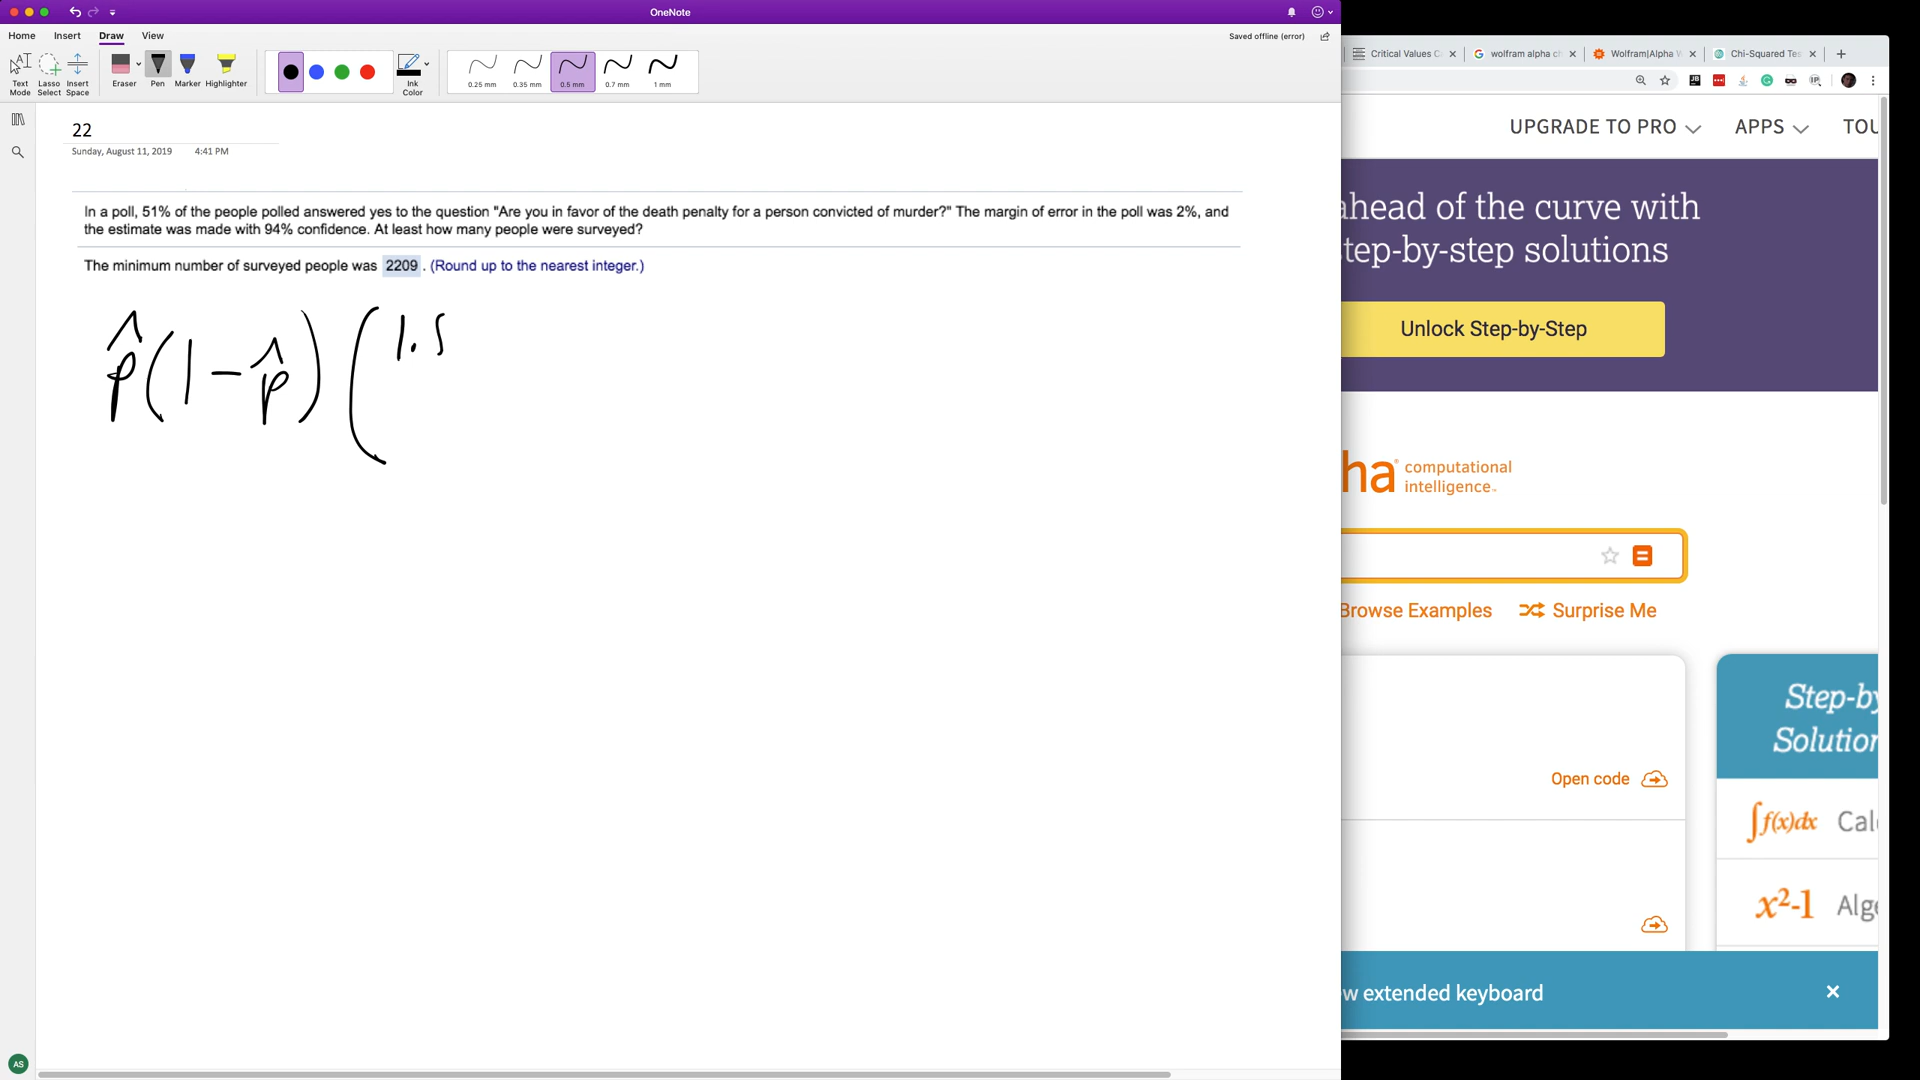 OneNote
Home Insert Draw View
Saved offline (error)
Text Mode
Lasso Select
Insert Space
Eraser
Pen
Marker
Highlighter
Ink Color
0.25 mm
0.35 mm
0.5 mm
0.7 mm
1 mm
22
Sunday, August 11, 2019 4:41 PM
In a poll, 51% of the people polled answered yes to the question "Are you in favor of the death penalty for a person convicted of murder?" The margin of error in the poll was 2%, and
the estimate was made with 94% confidence. At least how many people were surveyed?
The minimum number of surveyed people was 2209 . (Round up to the nearest integer.)
p̂(1-p̂)(1.
AS
Critical Values C
wolfram alpha c
Wolfram|Alpha W
Chi-Squared Tes
UPGRADE TO PRO APPS TOU
ahead of the curve with
tep-by-step solutions
Unlock Step-by-Step
ha computational
intelligence™
Browse Examples Surprise Me
Open code
Step-by
Solution
∫f(x)dx Cal
x²-1 Alge
w extended keyboard